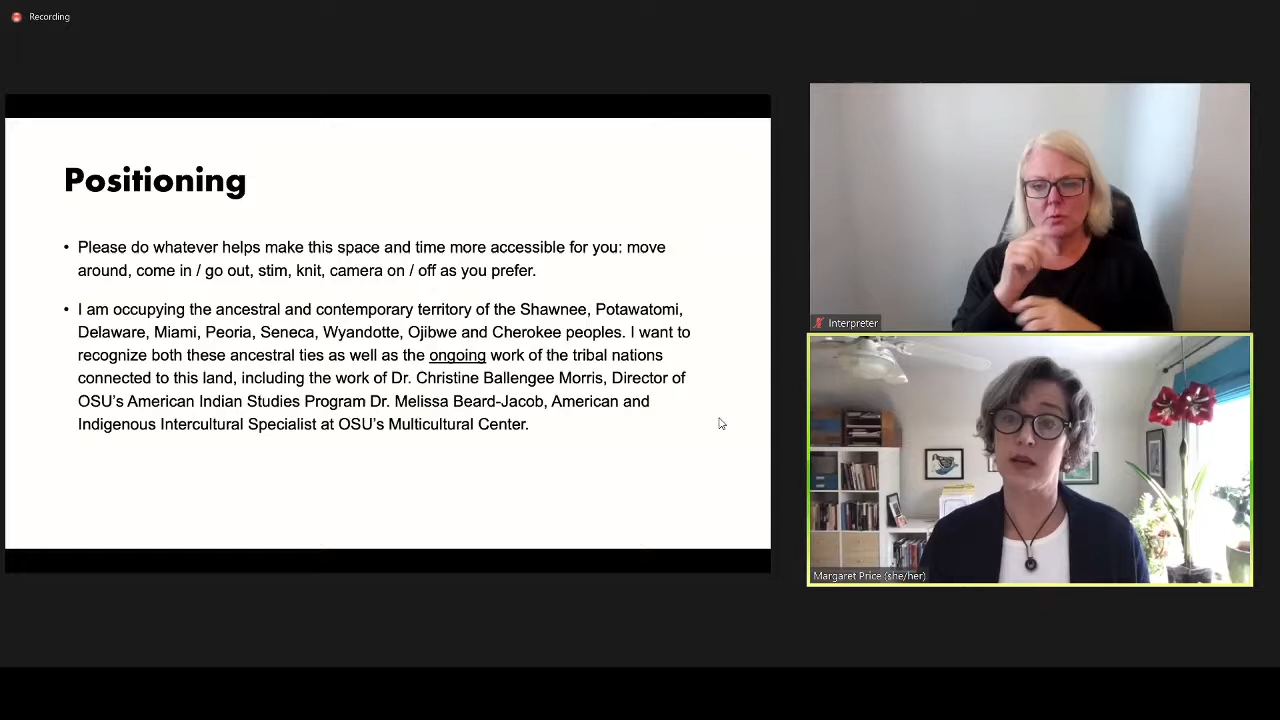 Recording
Positioning
• Please do whatever helps make this space and time more accessible for you: move
around, come in / go out, stim, knit, camera on / off as you prefer.
• I am occupying the ancestral and contemporary territory of the Shawnee, Potawatomi,
Delaware, Miami, Peoria, Seneca, Wyandotte, Ojibwe and Cherokee peoples. I want to
recognize both these ancestral ties as well as the ongoing work of the tribal nations
connected to this land, including the work of Dr. Christine Ballengee Morris, Director of
OSU’s American Indian Studies Program Dr. Melissa Beard-Jacob, American and
Indigenous Intercultural Specialist at OSU’s Multicultural Center.
Interpreter
Margaret Price (she/her)